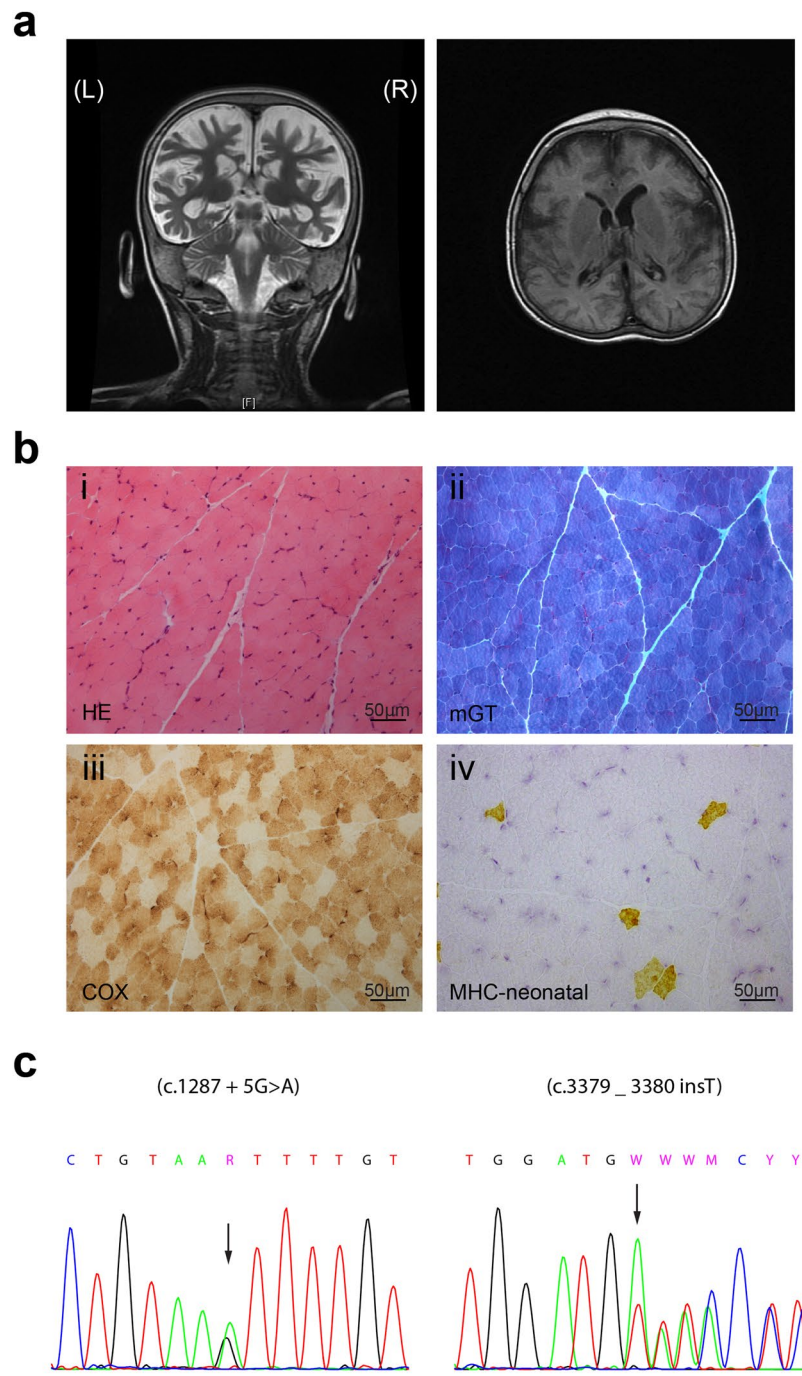 a
(L) (R)
[F]
b
i
HE
50µm
ii
mGT
50µm
iii
COX
50µm
iv
MHC-neonatal
50µm
c
(c.1287 + 5G>A)
(c.3379 _ 3380 insT)
C T G T A A R T T T T G T
T G G A T G W W W M C Y Y